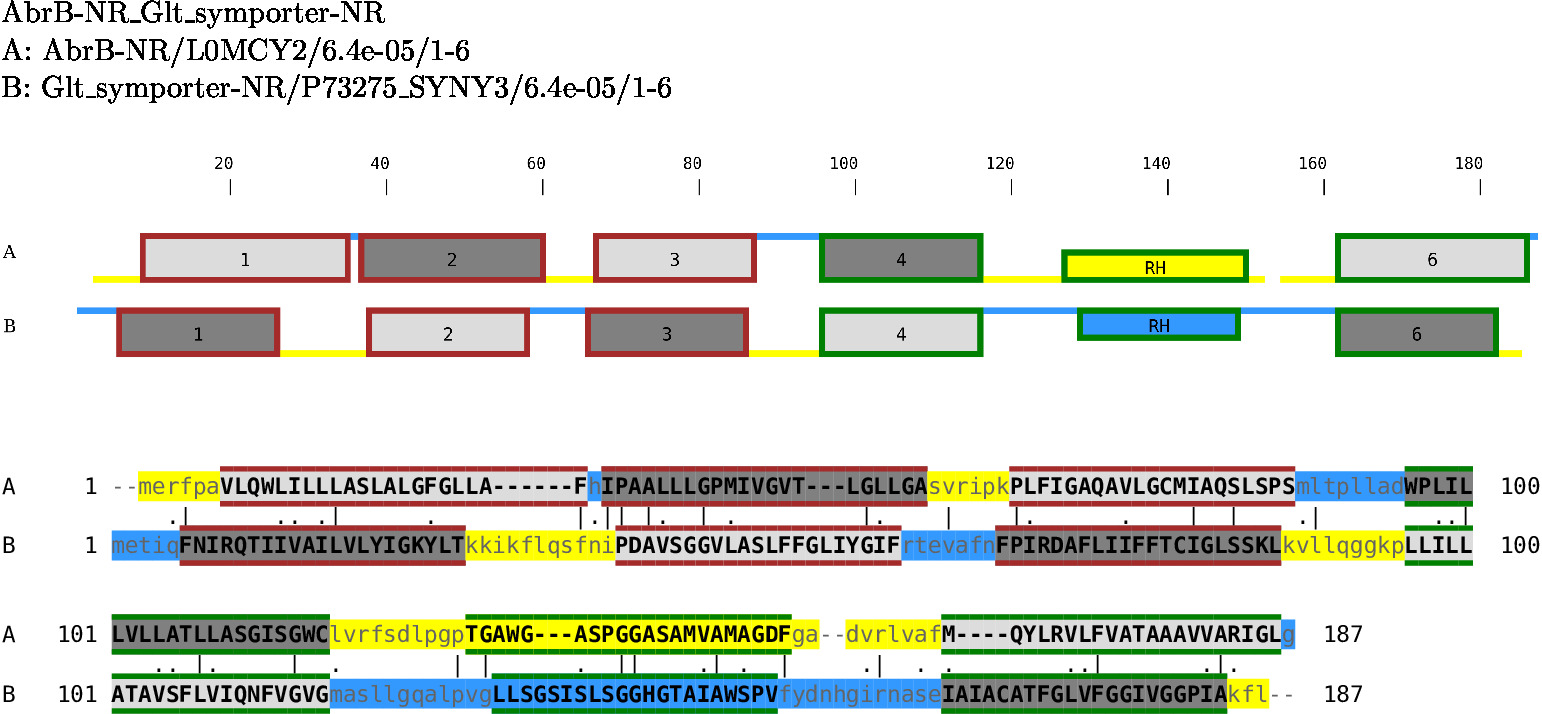 AbrB-NR_Glt_symporter-NR
A: AbrB-NR/L0MCY2/6.4e-05/1-6
B: Glt_symporter-NR/P73275_SYNY3/6.4e-05/1-6
20 40 60 80 100 120 140 160 180
A 1 2 3 4 RH 6
B 1 2 3 4 RH 6
A 1 --merfpaVLQWLILLLASLALGFGLLA------FhIPAALLLGPMIVGVT---LGLLGAsvripkPLFIGAQAVLGCMIAQSLSPSmltplladWPLIL 100
B 1 metiqFNIRQTIIVAILVLYIGKYLTkkikflqsfniPDAVSGGVLASLFFGLIYGIFrtevafnFPIRDAFLIIFFTCIGLSSKLkvllqggkpLLILL 100
A 101 LVLLATLLASGISGWClvrfsdlpgpTGAWG---ASPGGASAMVAMAGDFga--dvrlvafM----QYLRVLFVATAAAVVARIGLg 187
B 101 ATAVSFLVIQNFVGVGmasllggqalpvgLLSGSISLSGGHGTAIAWSPVfydnhgirnaseIAIACATFGLVFGGIVGGPIAkfl-- 187